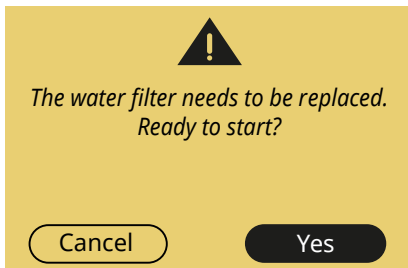 The water filter needs to be replaced.
Ready to start?
Cancel
Yes